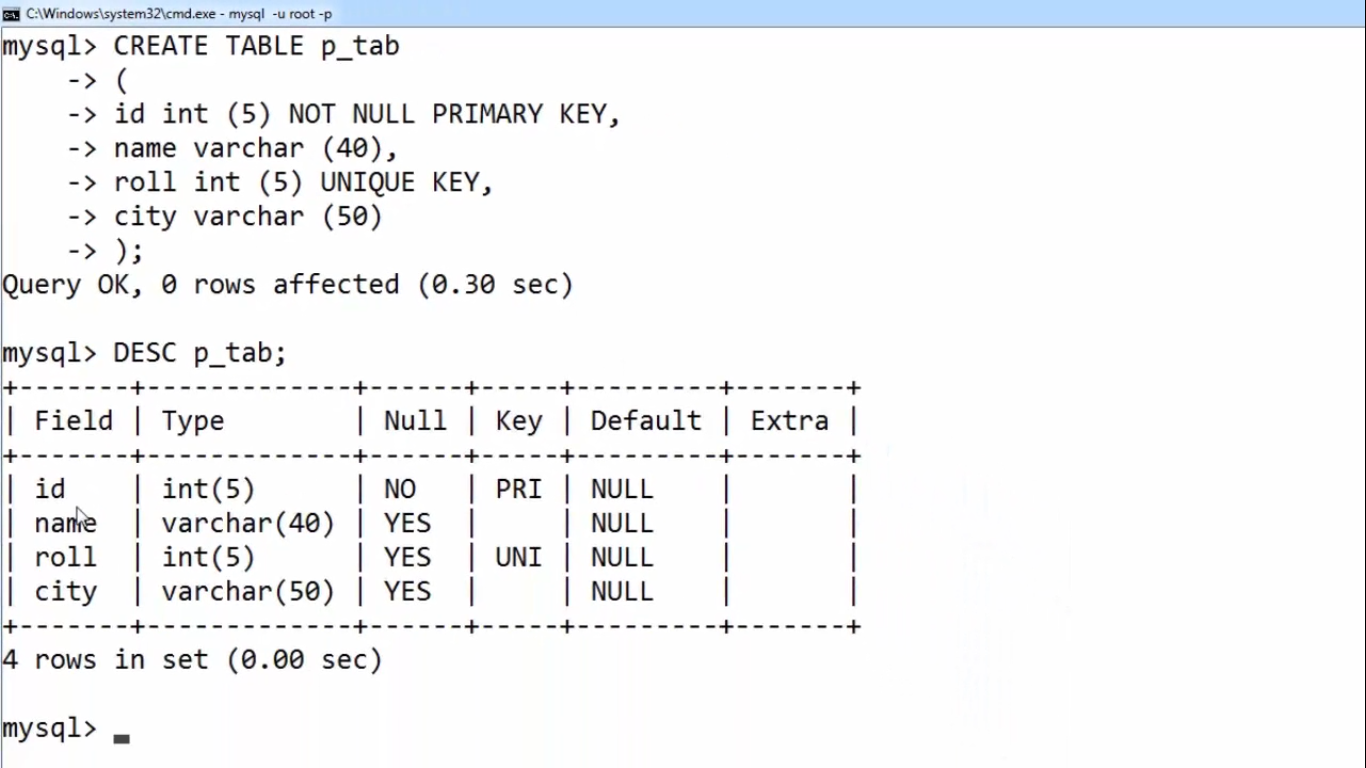 C:\Windows\system32\cmd.exe - mysql  -u root -p
mysql> CREATE TABLE p_tab
    -> (
    -> id int (5) NOT NULL PRIMARY KEY,
    -> name varchar (40),
    -> roll int (5) UNIQUE KEY,
    -> city varchar (50)
    -> );
Query OK, 0 rows affected (0.30 sec)
mysql> DESC p_tab;
+-------+-------------+------+-----+---------+-------+
| Field | Type        | Null | Key | Default | Extra |
+-------+-------------+------+-----+---------+-------+
| id    | int(5)      | NO   | PRI | NULL    |       |
| name  | varchar(40) | YES  |     | NULL    |       |
| roll  | int(5)      | YES  | UNI | NULL    |       |
| city  | varchar(50) | YES  |     | NULL    |       |
+-------+-------------+------+-----+---------+-------+
4 rows in set (0.00 sec)
mysql>